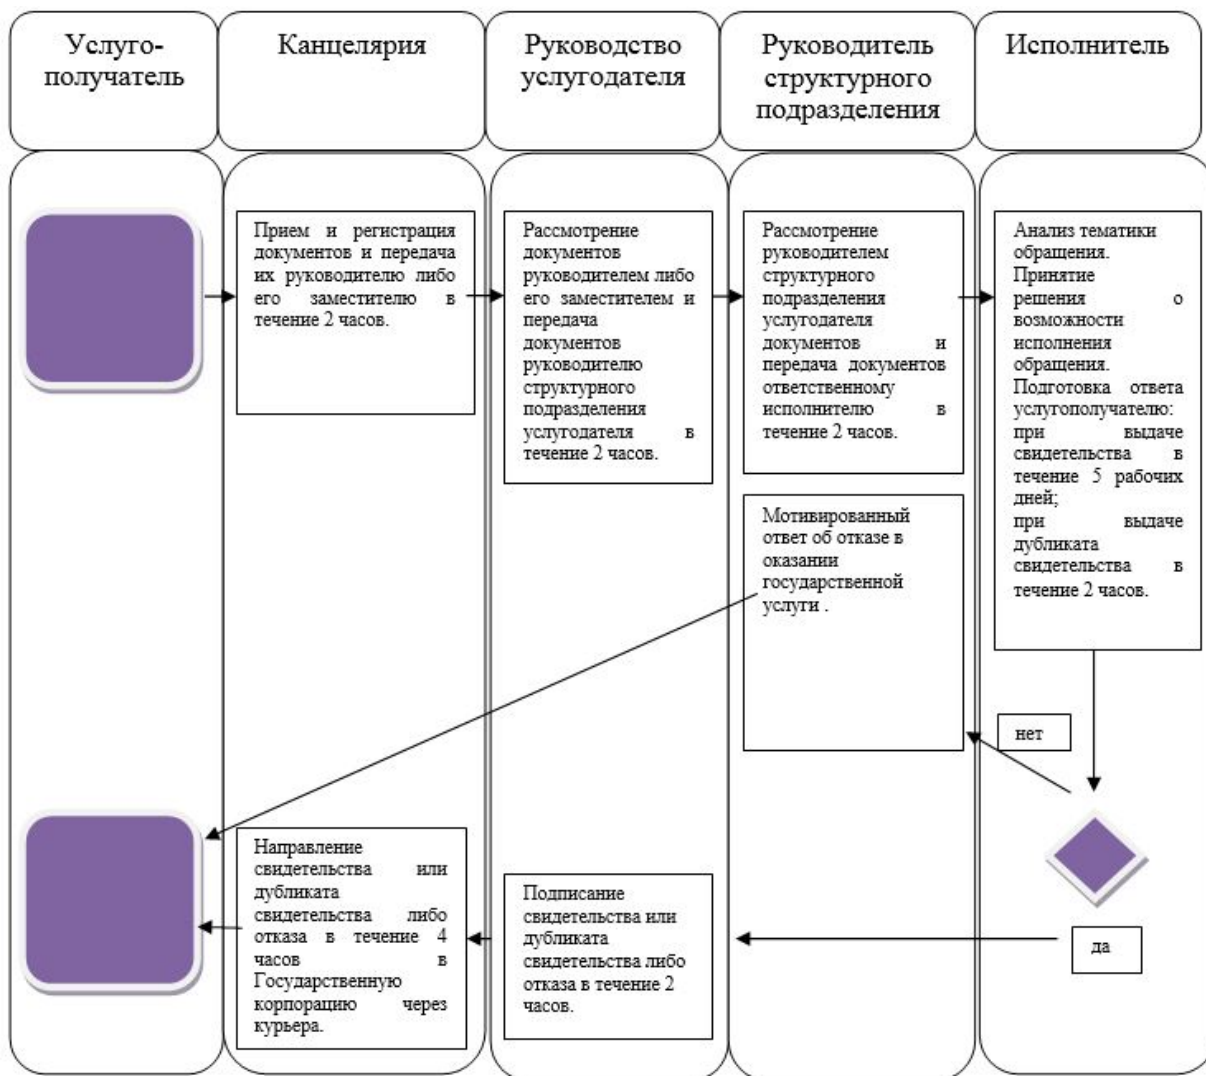 Услуго-
получатель
Канцелярия
Руководство
услугодателя
Руководитель
структурного
подразделения
Исполнитель
Прием и регистрация
документов и передача
их руководителю либо
его заместителю в
течение 2 часов.
Рассмотрение
документов
руководителем либо
его заместителем и
передача
документов
руководителю
структурного
подразделения
услугодателя в
течение 2 часов.
Рассмотрение
руководителем
структурного
подразделения
услугодателя
документов и
передача документов
ответственному
исполнителю в
течение 2 часов.
Анализ тематики
обращения.
Принятие
решения о
возможности
исполнения
обращения.
Подготовка ответа
услугополучателю:
при выдаче
свидетельства в
течение 5 рабочих
дней;
при выдаче
дубликата
свидетельства в
течение 2 часов.
Мотивированный
ответ об отказе в
оказании
государственной
услуги .
нет
да
Подписание
свидетельства или
дубликата
свидетельства либо
отказа в течение 2
часов.
Направление
свидетельства или
дубликата
свидетельства либо
отказа в течение 4
часов в
Государственную
корпорацию через
курьера.